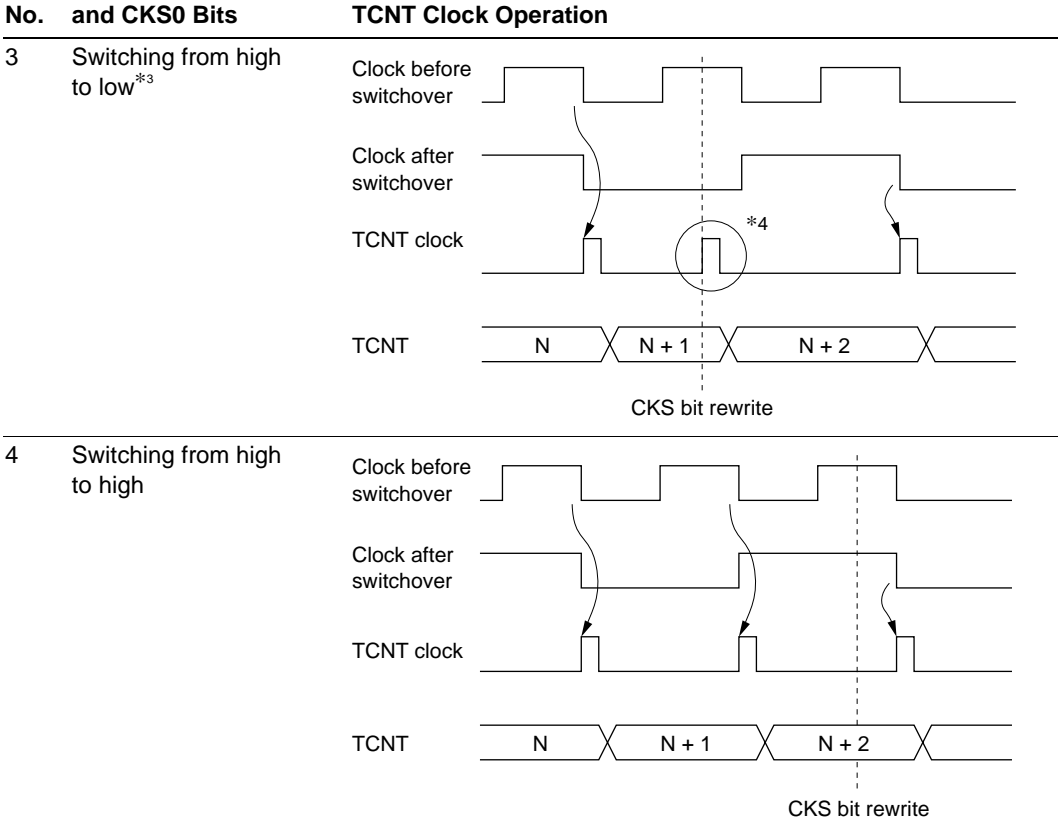 No. and CKS0 Bits TCNT Clock Operation
3 Switching from high
to low*3
Clock before
switchover
Clock after
switchover
TCNT clock
*4
TCNT N N + 1 N + 2
CKS bit rewrite
4 Switching from high
to high
Clock before
switchover
Clock after
switchover
TCNT clock
TCNT N N + 1 N + 2
CKS bit rewrite